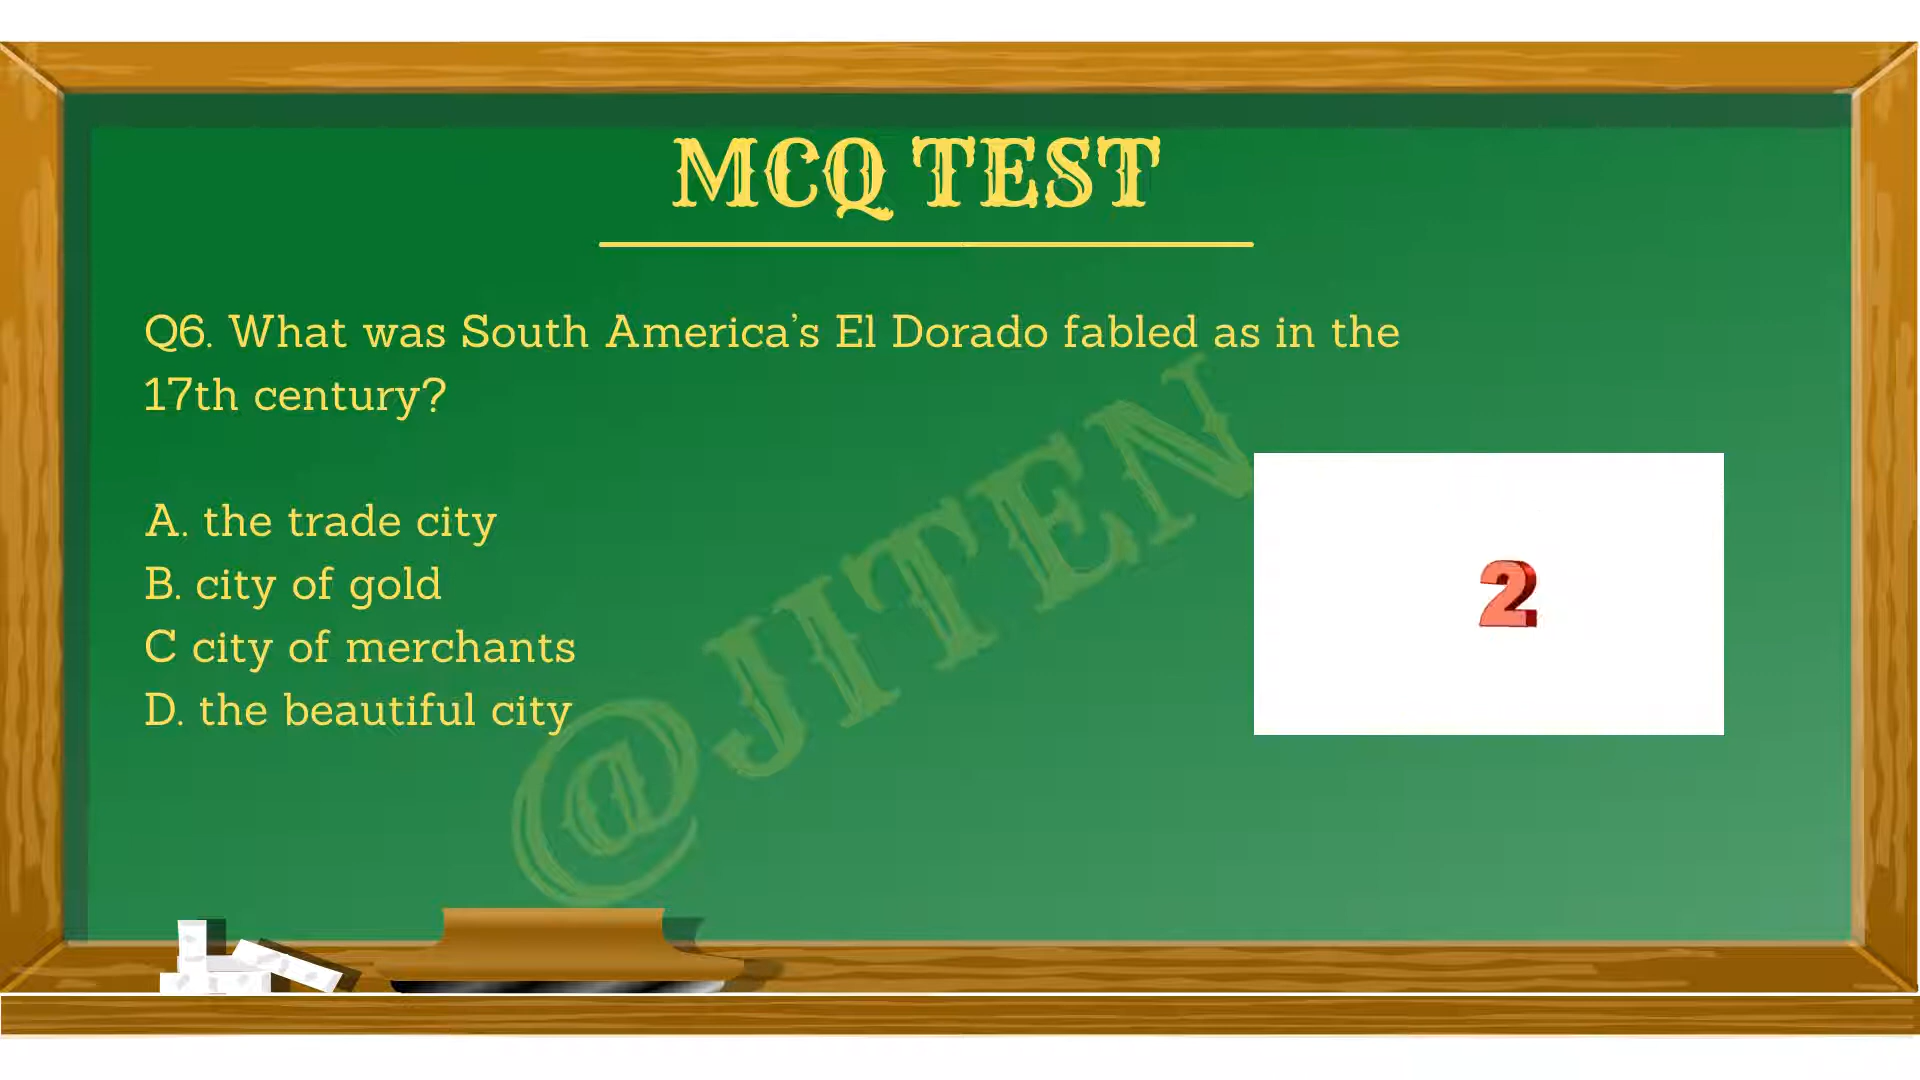 MCQ TEST
Q6. What was South America's El Dorado fabled as in the
17th century?
A. the trade city
B. city of gold
C city of merchants
D. the beautiful city
2
@JITEN